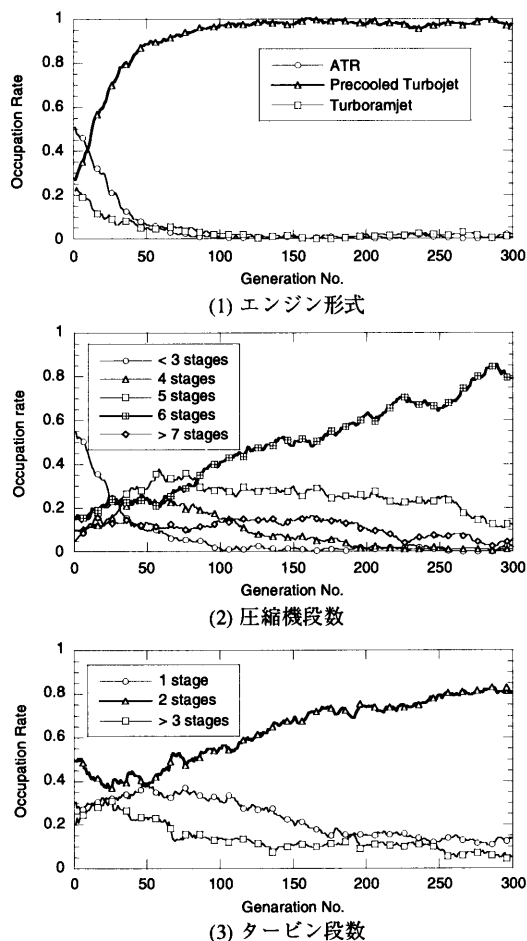 1
0.8
0.6
0.4
0.2
0
Occupation Rate
ATR
Precooled Turbojet
Turboramjet
0 50 100 150 200 250 300
Generation No.
(1) エンジン形式
1
0.8
0.6
0.4
0.2
0
Occupation rate
< 3 stages
4 stages
5 stages
6 stages
> 7 stages
0 50 100 150 200 250 300
Generation No.
(2) 圧縮機段数
1
0.8
0.6
0.4
0.2
0
Occupation Rate
1 stage
2 stages
> 3 stages
0 50 100 150 200 250 300
Genaration No.
(3) タービン段数